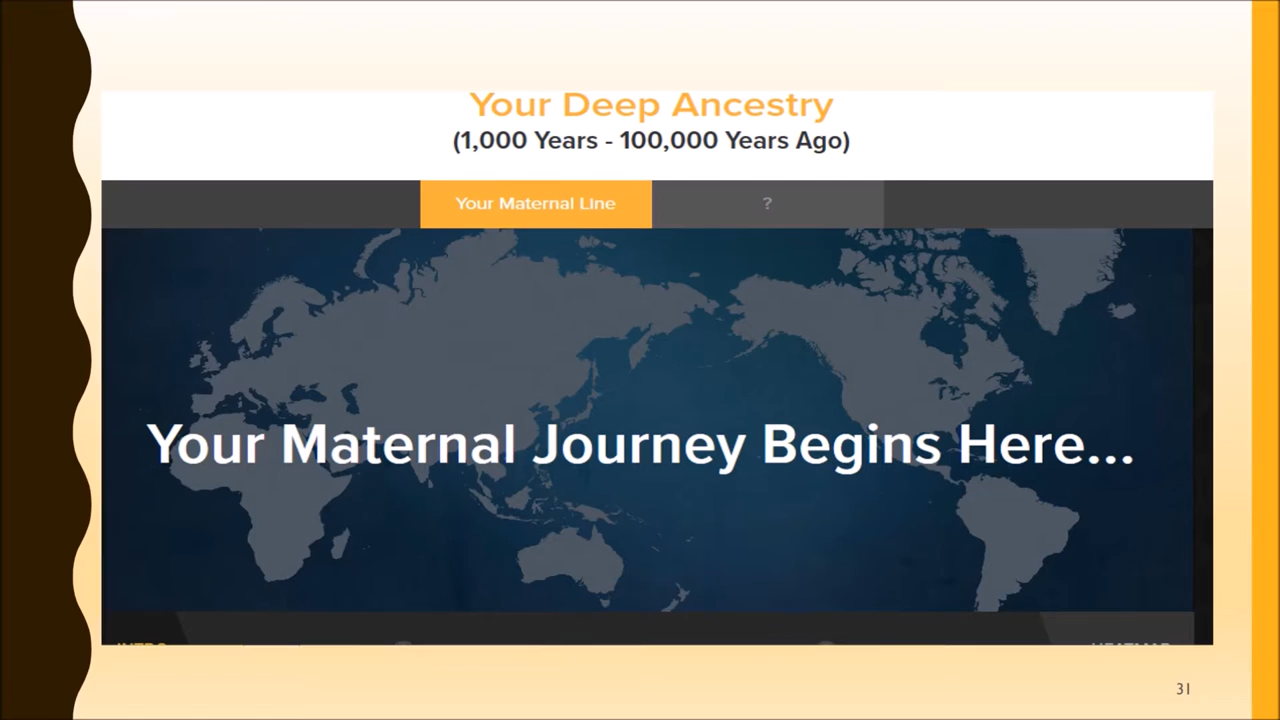 Your Deep Ancestry
(1,000 Years - 100,000 Years Ago)
Your Maternal Line
?
Your Maternal Journey Begins Here...
31